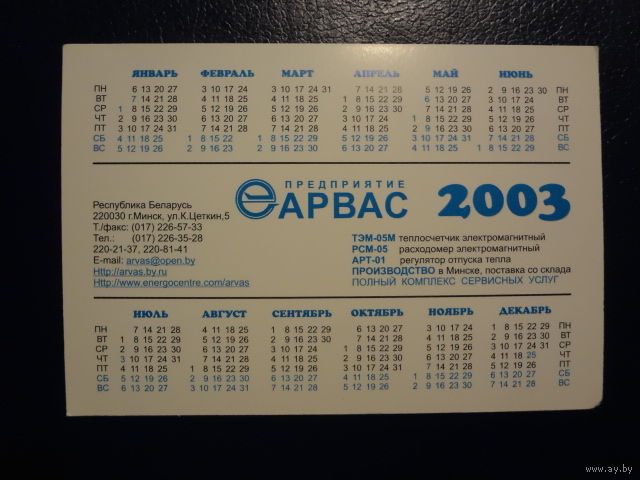 ЯНВАРЬ ФЕВРАЛЬ МАРТ АПРЕЛЬ МАЙ ИЮНЬ
ПН 6 13 20 27 3 10 17 24 3 10 17 24 31 7 14 21 28 5 12 19 26 2 9 16 23 30 ПН
ВТ 7 14 21 28 4 11 18 25 4 11 18 25 1 8 15 22 29 6 13 20 27 3 10 17 24 ВТ
СР 1 8 15 22 29 5 12 19 26 5 12 19 26 2 9 16 23 30 7 14 21 28 4 11 18 25 СР
ЧТ 2 9 16 23 30 6 13 20 27 6 13 20 27 3 10 17 24 1 8 15 22 29 5 12 19 26 ЧТ
ПТ 3 10 17 24 31 7 14 21 28 7 14 21 28 4 11 18 25 2 9 16 23 30 6 13 20 27 ПТ
СБ 4 11 18 25 1 8 15 22 1 8 15 22 29 5 12 19 26 3 10 17 24 31 7 14 21 28 СБ
ВС 5 12 19 26 2 9 16 23 2 9 16 23 30 6 13 20 27 4 11 18 25 1 8 15 22 29 ВС
ПРЕДПРИЯТИЕ
еАРВАС 2003
Республика Беларусь
220030 г.Минск, ул.К.Цеткин,5
Т./факс: (017) 226-57-33
Тел.: (017) 226-35-28
220-21-37, 220-81-41
E-mail: arvas@open.by
Http://arvas.by.ru
Http://www.energocentre.com/arvas
ТЭМ-05М теплосчетчик электромагнитный
РСМ-05 расходомер электромагнитный
АРТ-01 регулятор отпуска тепла
ПРОИЗВОДСТВО в Минске, поставка со склада
ПОЛНЫЙ КОМПЛЕКС СЕРВИСНЫХ УСЛУГ
ИЮЛЬ АВГУСТ СЕНТЯБРЬ ОКТЯБРЬ НОЯБРЬ ДЕКАБРЬ
ПН 7 14 21 28 4 11 18 25 1 8 15 22 29 6 13 20 27 3 10 17 24 1 8 15 22 29 ПН
ВТ 1 8 15 22 29 5 12 19 26 2 9 16 23 30 7 14 21 28 4 11 18 25 2 9 16 23 30 ВТ
СР 2 9 16 23 30 6 13 20 27 3 10 17 24 1 8 15 22 29 5 12 19 26 3 10 17 24 31 СР
ЧТ 3 10 17 24 31 7 14 21 28 4 11 18 25 2 9 16 23 30 6 13 20 27 4 11 18 25 ЧТ
ПТ 4 11 18 25 1 8 15 22 29 5 12 19 26 3 10 17 24 31 7 14 21 28 5 12 19 26 ПТ
СБ 5 12 19 26 2 9 16 23 30 6 13 20 27 4 11 18 25 1 8 15 22 29 6 13 20 27 СБ
ВС 6 13 20 27 3 10 17 24 31 7 14 21 28 5 12 19 26 2 9 16 23 30 7 14 21 28 ВС
www.ay.by